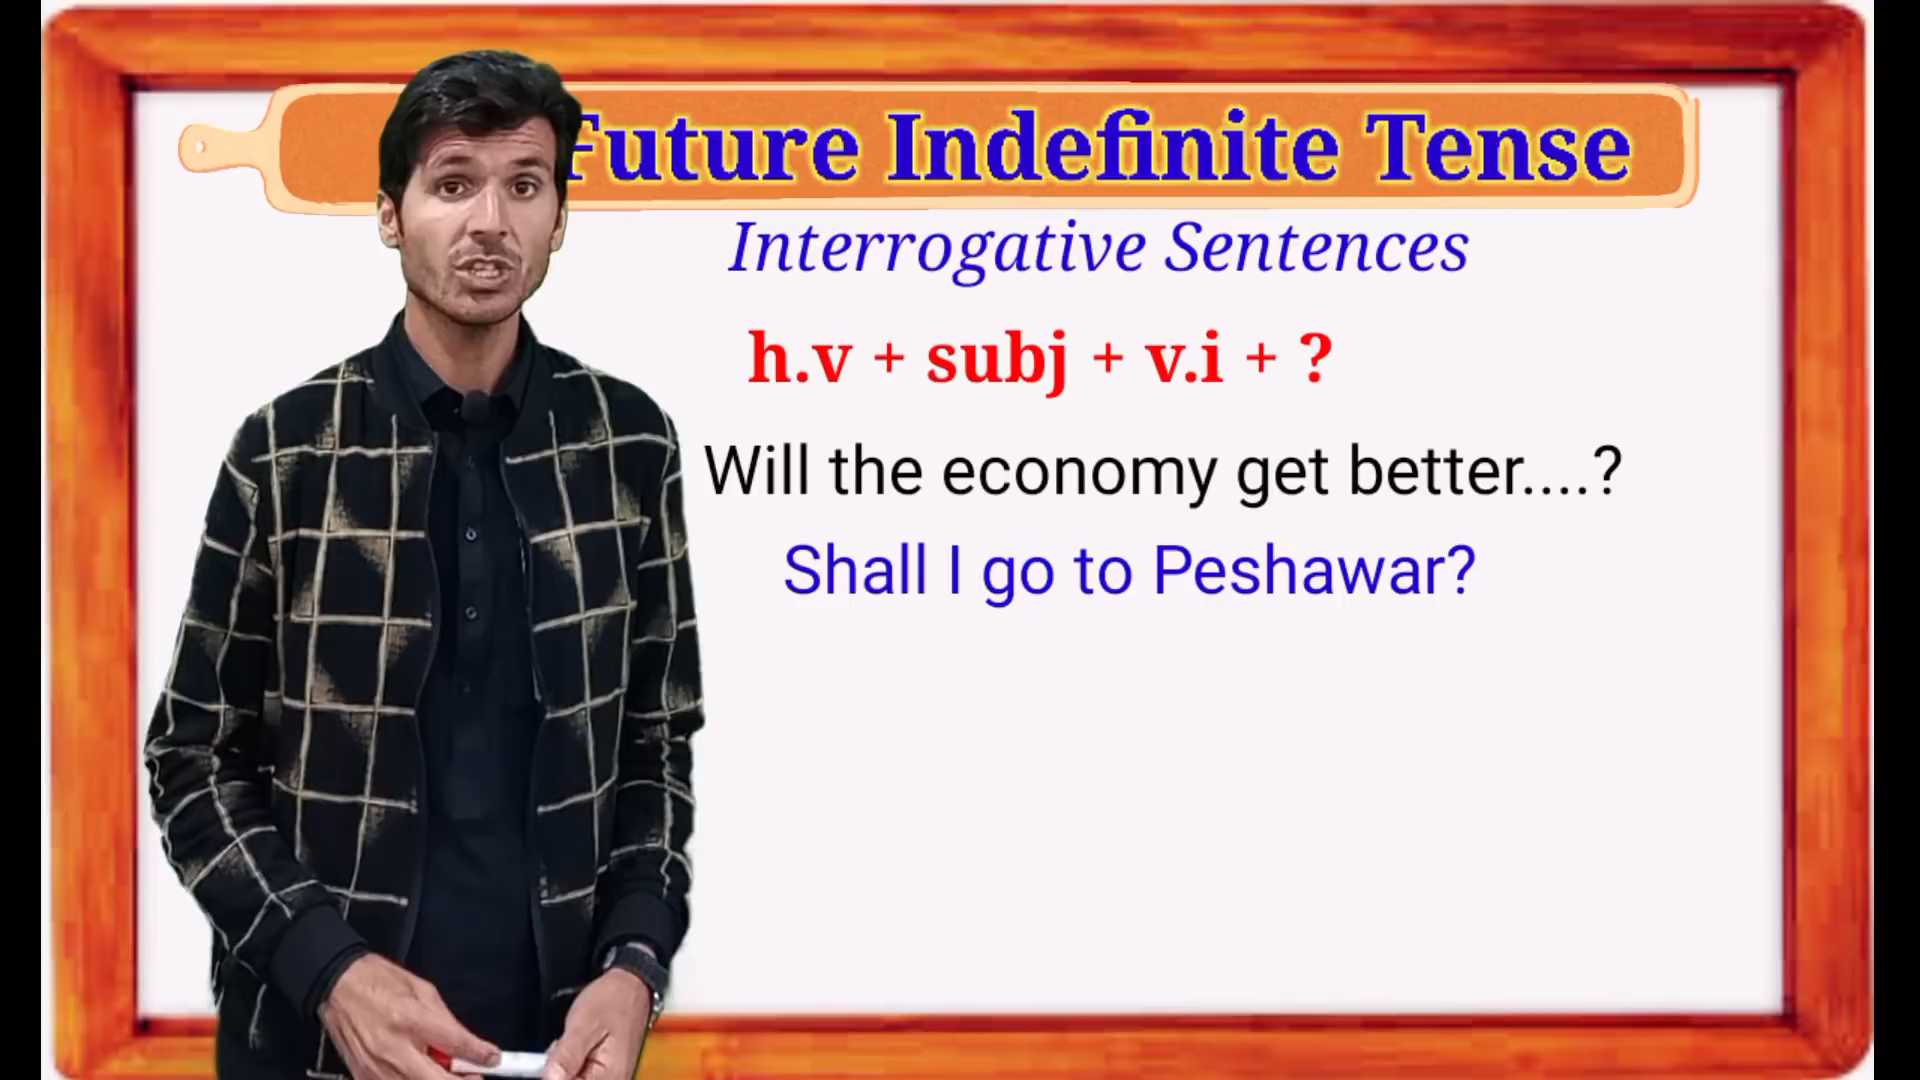 Future Indefinite Tense
Interrogative Sentences
h.v + subj + v.i + ?
Will the economy get better....?
Shall I go to Peshawar?